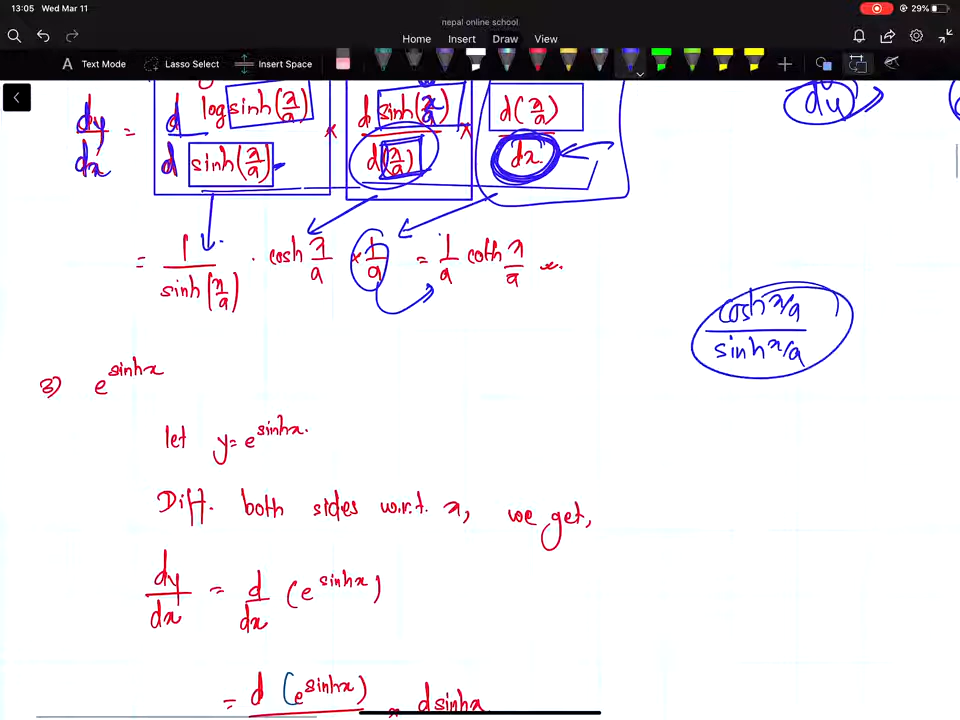 13:05 Wed Mar 11
29%
nepal online school
Home Insert Draw View
A Text Mode Lasso Select Insert Space
dy/dx = d log sinh(x/a) / d sinh(x/a) × d sinh(x/a) / d(x/a) × d(x/a) / dx
dy
= 1/sinh(x/a) . cosh x/a × 1/a = 1/a coth x/a
cosh x/a / sinh x/a
3) e^sinhx
let y = e^sinhx.
Diff. both sides w.r.t. x, we get,
dy/dx = d/dx (e^sinhx)
= d (e^sinhx) × d sinhx